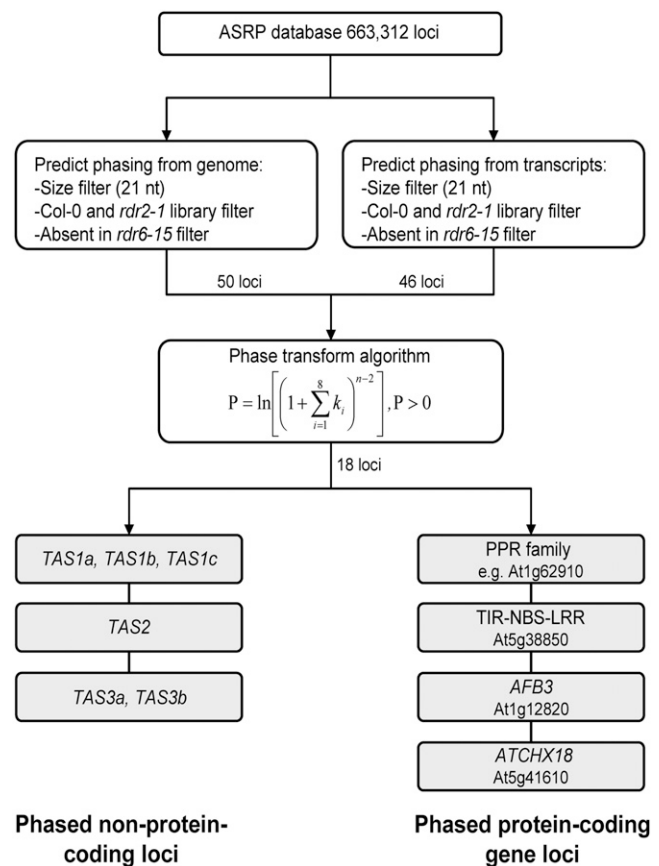 ASRP database 663,312 loci
Predict phasing from genome:
-Size filter (21 nt)
-Col-0 and rdr2-1 library filter
-Absent in rdr6-15 filter
Predict phasing from transcripts:
-Size filter (21 nt)
-Col-0 and rdr2-1 library filter
-Absent in rdr6-15 filter
50 loci
46 loci
Phase transform algorithm
P = ln[(1+∑_{i=1}^{8} k_i)^{n-2}], P > 0
18 loci
TAS1a, TAS1b, TAS1c
TAS2
TAS3a, TAS3b
Phased non-protein-
coding loci
PPR family
e.g. At1g62910
TIR-NBS-LRR
At5g38850
AFB3
At1g12820
ATCHX18
At5g41610
Phased protein-coding
gene loci